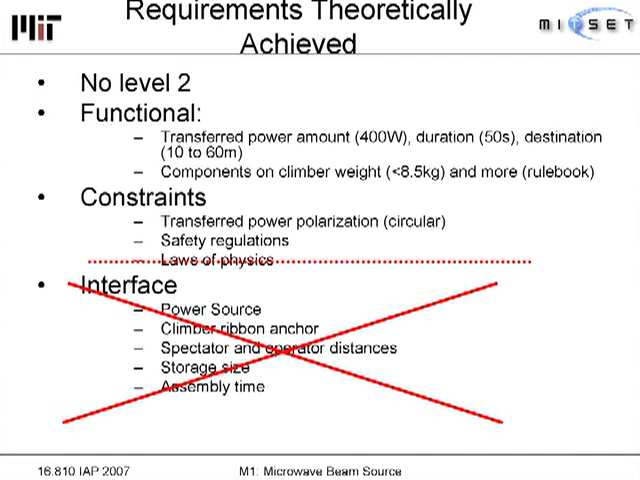 Requirements Theoretically
Achieved
MIT
MITSET
• No level 2
• Functional:
– Transferred power amount (400W), duration (50s), destination
(10 to 60m)
– Components on climber weight (<8.5kg) and more (rulebook)
• Constraints
– Transferred power polarization (circular)
– Safety regulations
– Laws of physics
• Interface
– Power Source
– Climber ribbon anchor
– Spectator and operator distances
– Storage size
– Assembly time
16.810 IAP 2007
M1: Microwave Beam Source